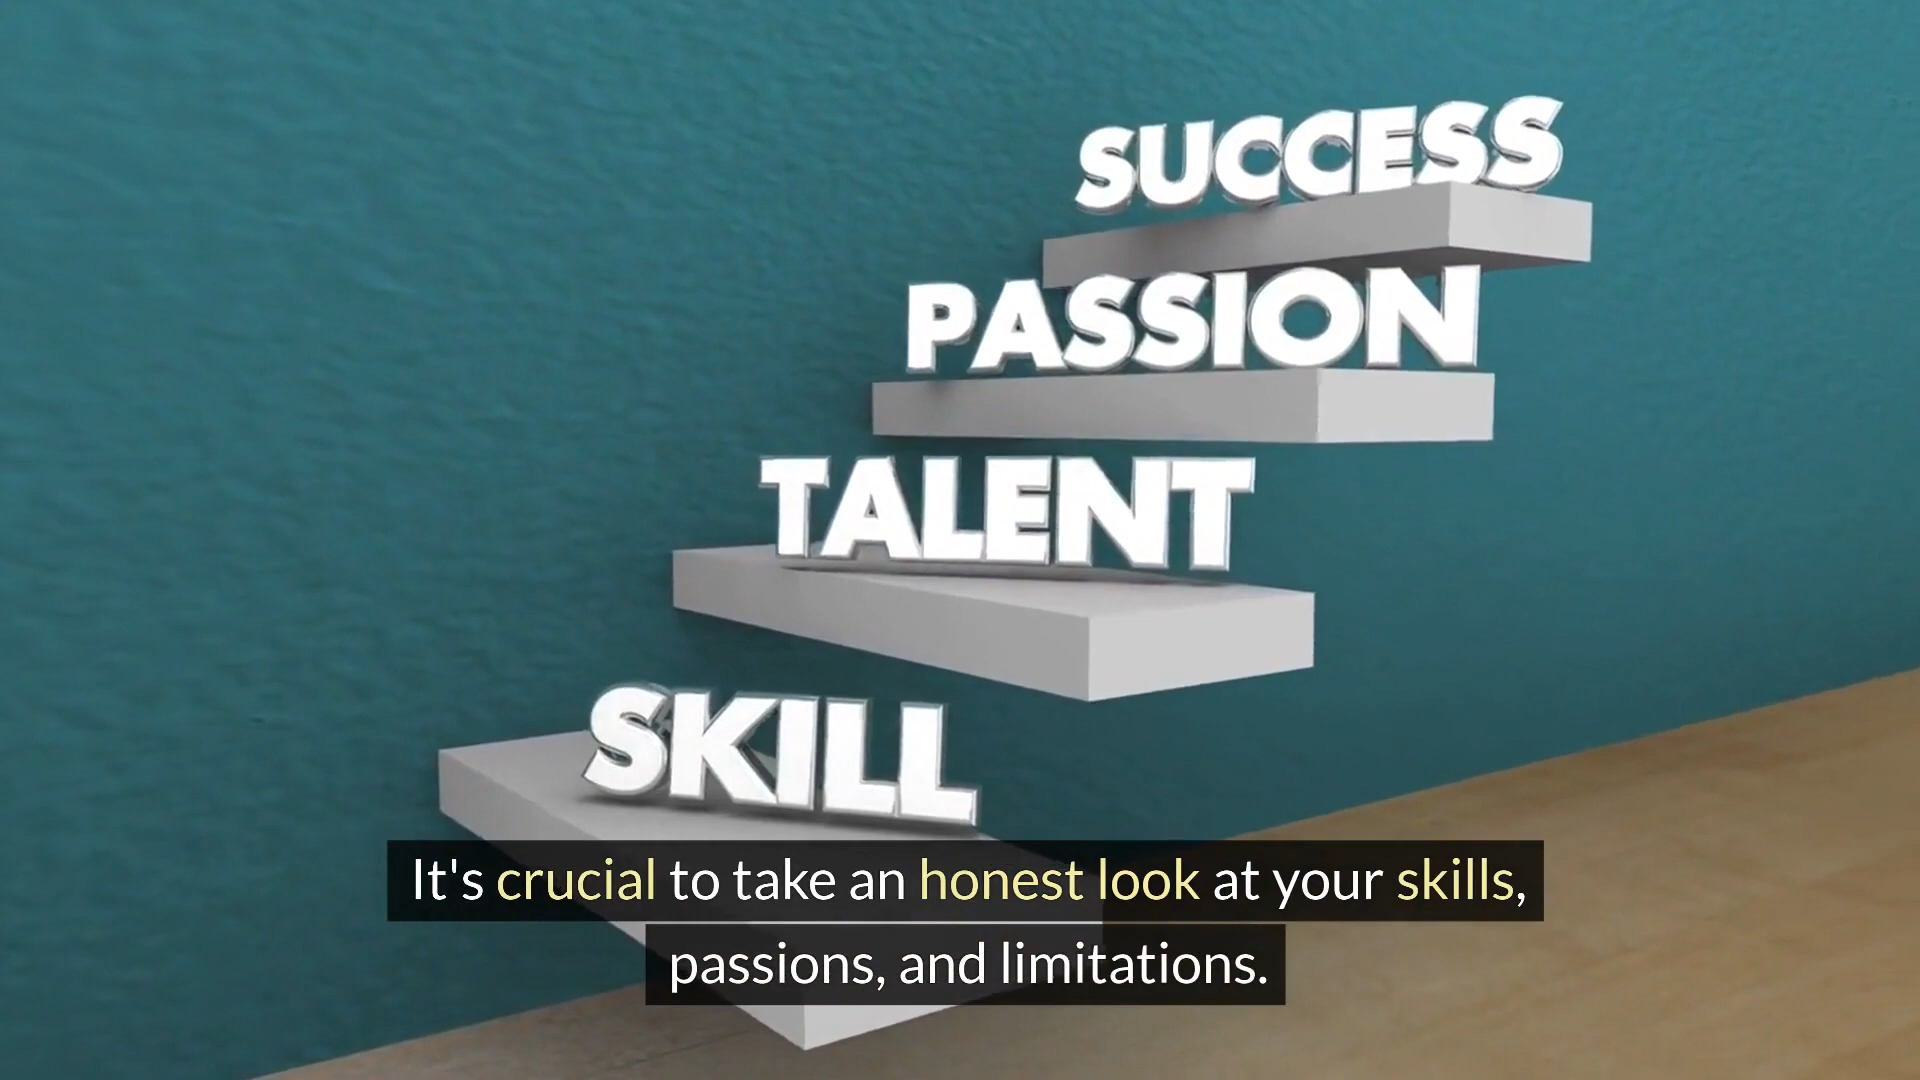 SUCCESS
PASSION
TALENT
SKILL
It's crucial to take an honest look at your skills,
passions, and limitations.